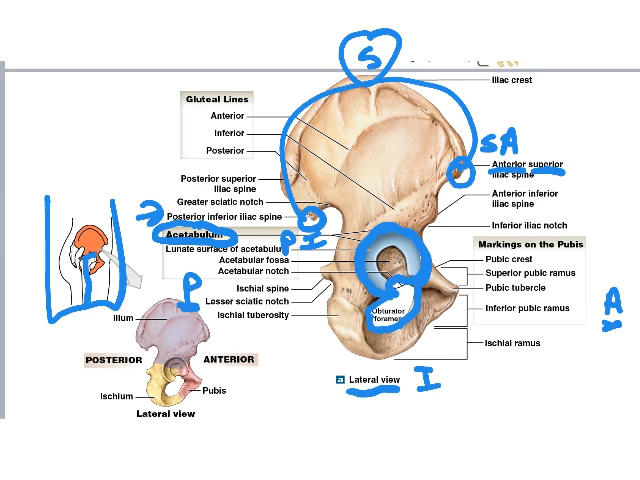 S
Iliac crest
Gluteal Lines
Anterior
Inferior
Posterior
SA
Anterior superior
iliac spine
Posterior superior
iliac spine
Anterior inferior
iliac spine
Greater sciatic notch
Posterior inferior iliac spine
PI
Inferior iliac notch
Acetabulum
Lunate surface of acetabulum
Acetabular fossa
Acetabular notch
Markings on the Pubis
Pubic crest
Superior pubic ramus
Pubic tubercle
Inferior pubic ramus
Ischial spine
Lesser sciatic notch
Ischial tuberosity
Obturator
foramen
Ischial ramus
A
P
Ilium
POSTERIOR
ANTERIOR
Ischium
Pubis
Lateral view
a Lateral view
I